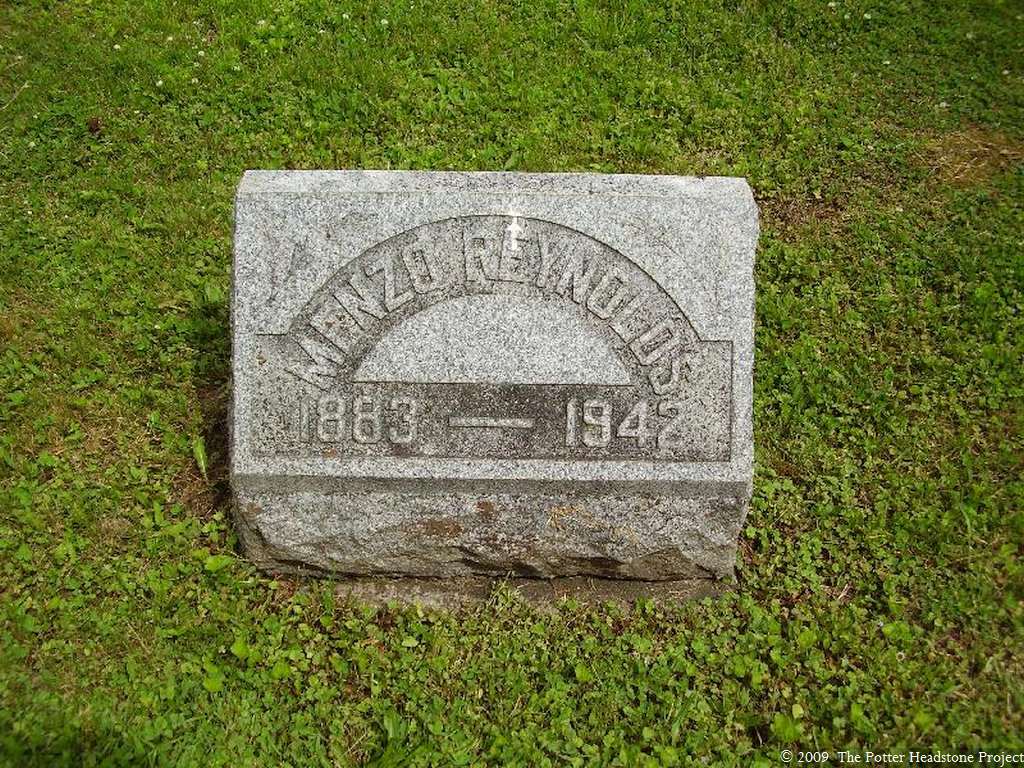 MENZO REYNOLDS
1883 — 1942
© 2009 The Potter Headstone Project